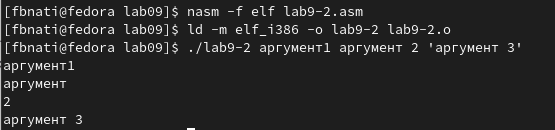 [fbnati@fedora lab09]$ nasm -f elf lab9-2.asm
[fbnati@fedora lab09]$ ld -m elf_i386 -o lab9-2 lab9-2.o
[fbnati@fedora lab09]$ ./lab9-2 аргумент1 аргумент 2 'аргумент 3'
аргумент1
аргумент
2
аргумент 3